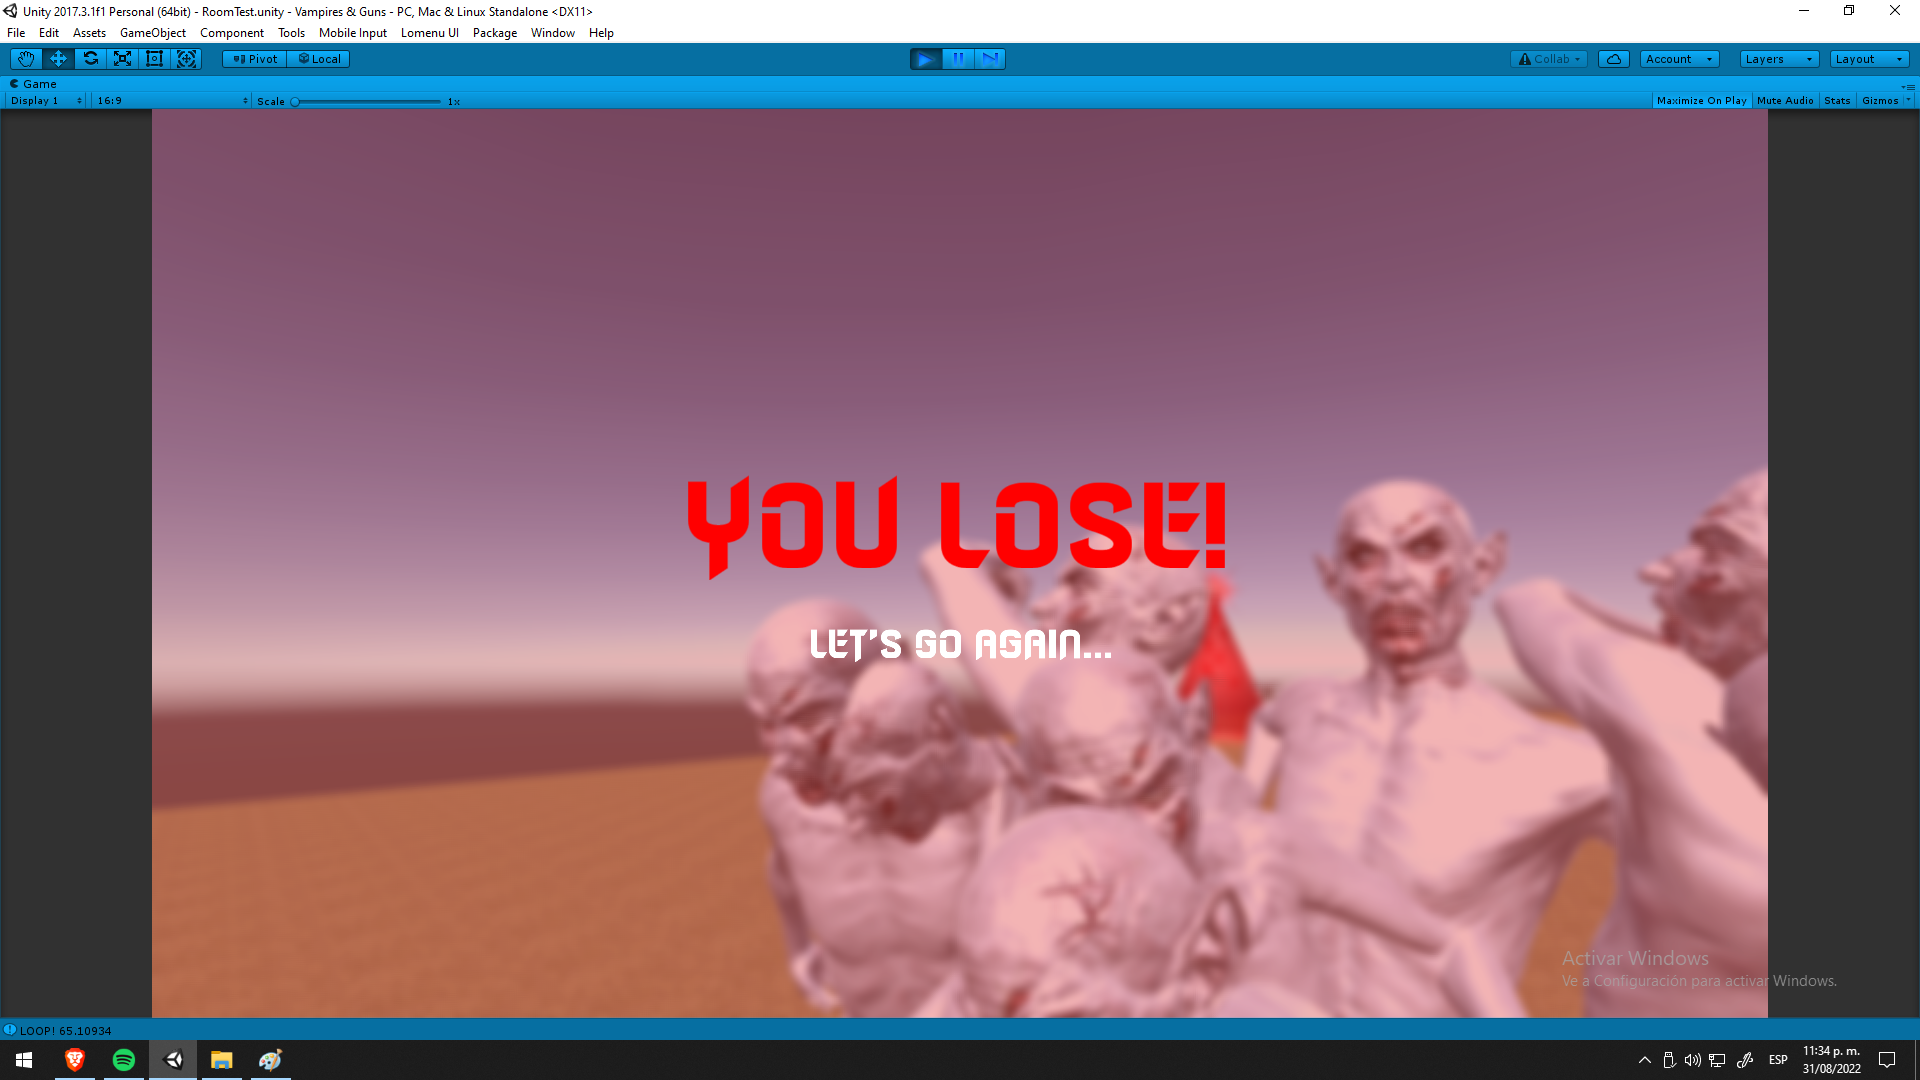 Unity 2017.3.1f1 Personal (64bit) - RoomTest.unity - Vampires & Guns - PC, Mac & Linux Standalone <DX11>
File Edit Assets GameObject Component Tools Mobile Input Lomenu UI Package Window Help
Pivot Local Collab Account Layers Layout
Game
Display 1 16:9 Scale 1x Maximize On Play Mute Audio Stats Gizmos
YOU LOSE!
LET'S GO AGAIN...
Activar Windows
Ve a Configuración para activar Windows.
LOOP! 65.10934
ESP
11:34 p. m.
31/08/2022